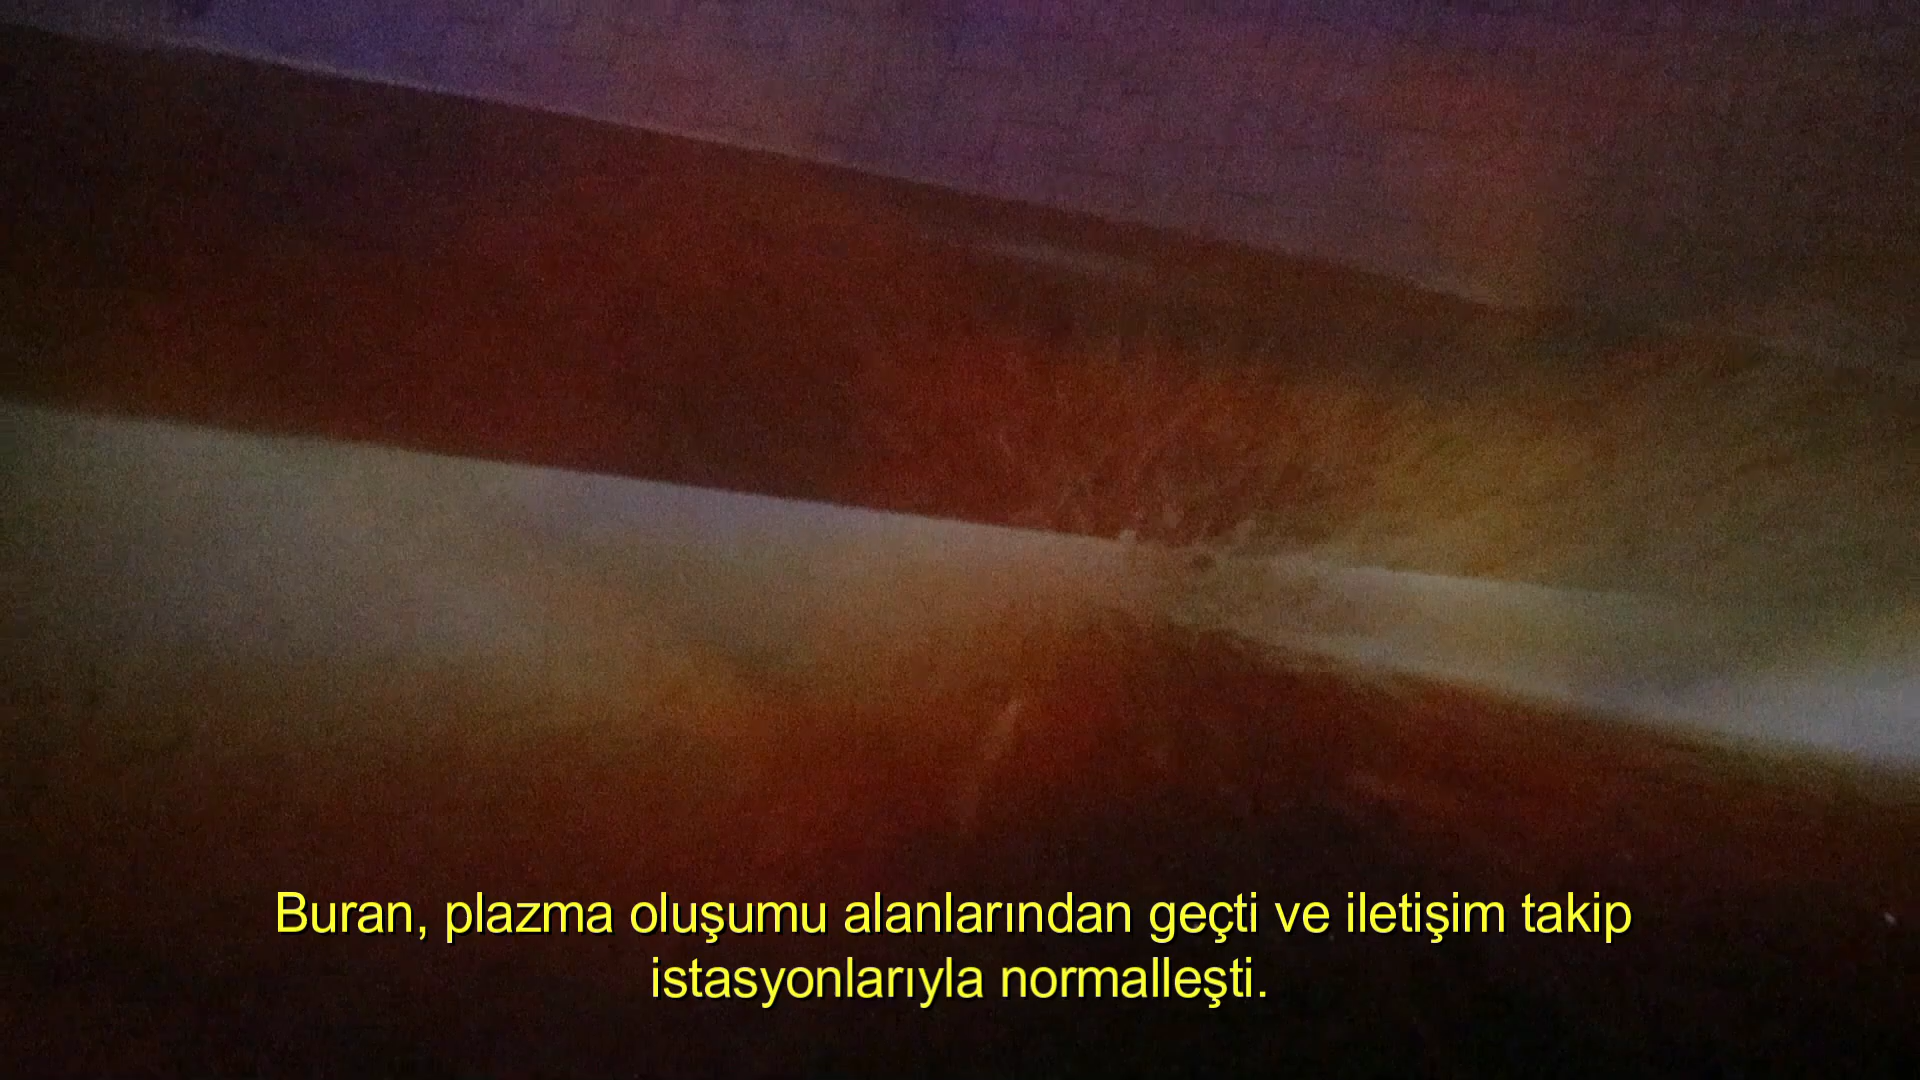 Buran, plazma oluşumu alanlarından geçti ve iletişim takip
istasyonlarıyla normalleşti.